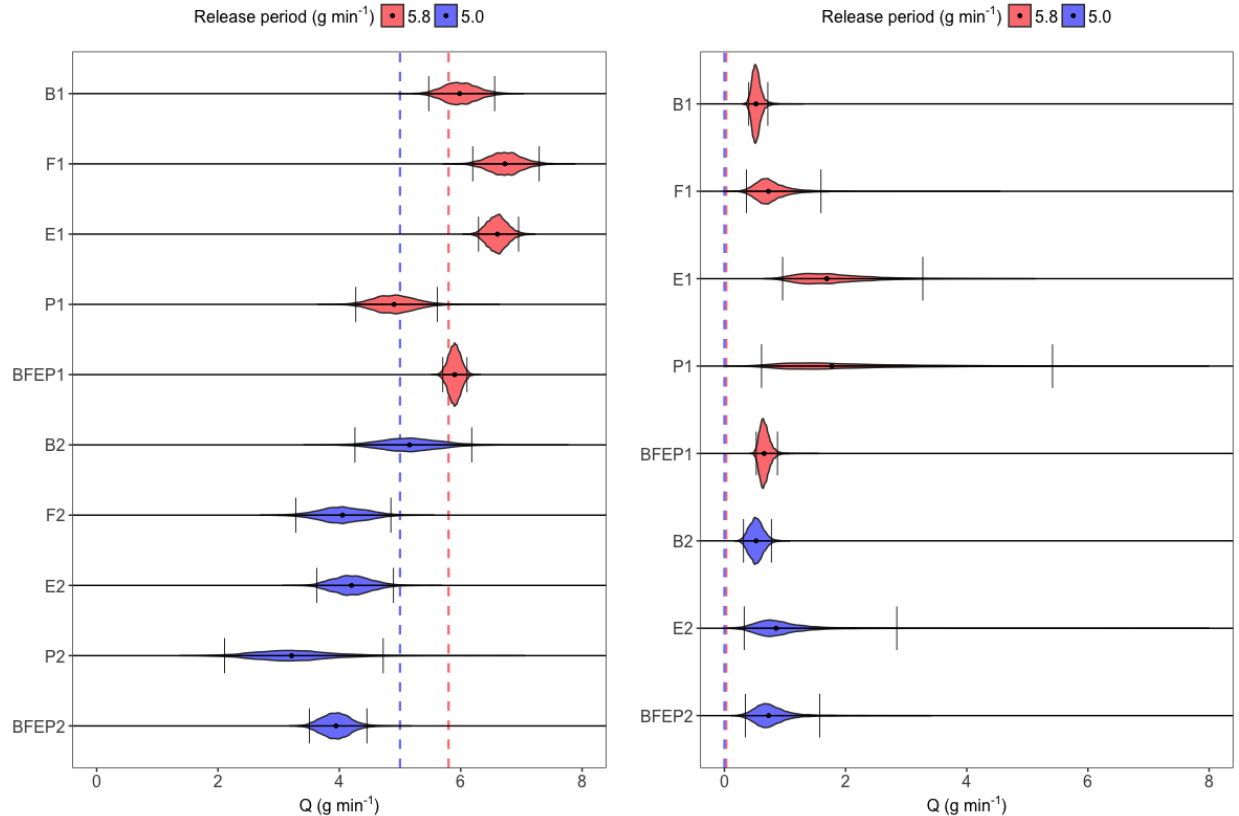 Release period (g min⁻¹) 5.8 5.0
B1
F1
E1
P1
BFEP1
B2
F2
E2
P2
BFEP2
0 2 4 6 8
Q (g min⁻¹)
Release period (g min⁻¹) 5.8 5.0
B1
F1
E1
P1
BFEP1
B2
E2
BFEP2
0 2 4 6 8
Q (g min⁻¹)